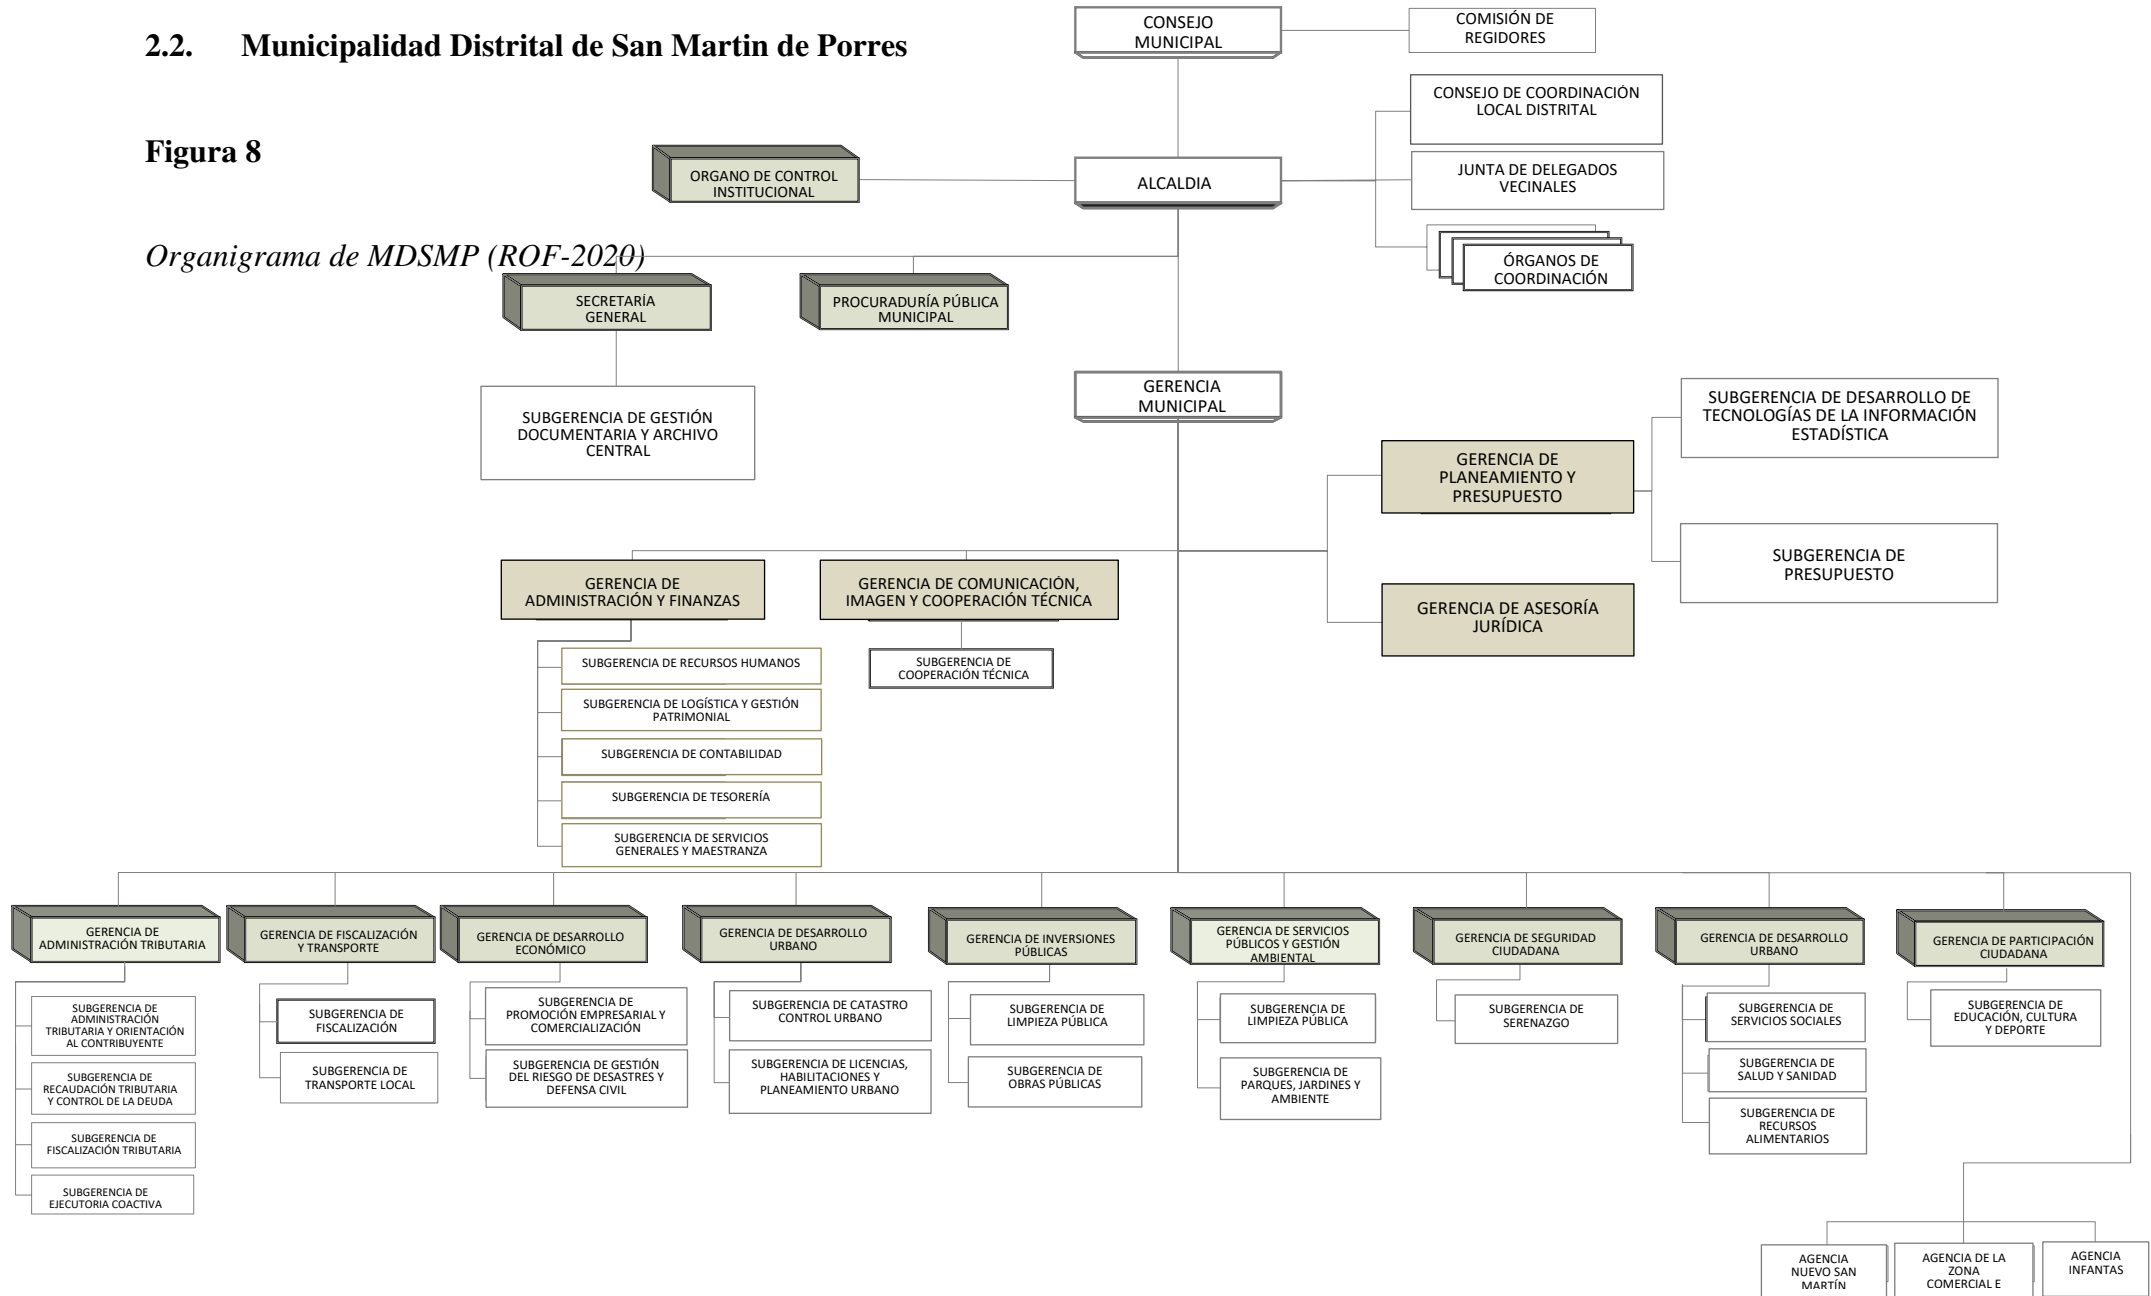 2.2. Municipalidad Distrital de San Martin de Porres
Figura 8
Organigrama de MDSMP (ROF-2020)
CONSEJO
MUNICIPAL
COMISIÓN DE
REGIDORES
CONSEJO DE COORDINACIÓN
LOCAL DISTRITAL
ORGANO DE CONTROL
INSTITUCIONAL
ALCALDIA
JUNTA DE DELEGADOS
VECINALES
ÓRGANOS DE
COORDINACIÓN
SECRETARÍA
GENERAL
PROCURADURÍA PÚBLICA
MUNICIPAL
SUBGERENCIA DE GESTIÓN
DOCUMENTARIA Y ARCHIVO
CENTRAL
GERENCIA
MUNICIPAL
SUBGERENCIA DE DESARROLLO DE
TECNOLOGÍAS DE LA INFORMACIÓN
ESTADÍSTICA
GERENCIA DE
PLANEAMIENTO Y
PRESUPUESTO
SUBGERENCIA DE
PRESUPUESTO
GERENCIA DE ASESORÍA
JURÍDICA
GERENCIA DE
ADMINISTRACIÓN Y FINANZAS
GERENCIA DE COMUNICACIÓN,
IMAGEN Y COOPERACIÓN TÉCNICA
SUBGERENCIA DE RECURSOS HUMANOS
SUBGERENCIA DE LOGÍSTICA Y GESTIÓN
PATRIMONIAL
SUBGERENCIA DE CONTABILIDAD
SUBGERENCIA DE TESORERÍA
SUBGERENCIA DE SERVICIOS
GENERALES Y MAESTRANZA
SUBGERENCIA DE
COOPERACIÓN TÉCNICA
GERENCIA DE
ADMINISTRACIÓN TRIBUTARIA
SUBGERENCIA DE
ADMINISTRACIÓN
TRIBUTARIA Y ORIENTACIÓN
AL CONTRIBUYENTE
SUBGERENCIA DE
RECAUDACIÓN TRIBUTARIA
Y CONTROL DE LA DEUDA
SUBGERENCIA DE
FISCALIZACIÓN TRIBUTARIA
SUBGERENCIA DE
EJECUTORIA COACTIVA
GERENCIA DE FISCALIZACIÓN
Y TRANSPORTE
SUBGERENCIA DE
FISCALIZACIÓN
SUBGERENCIA DE
TRANSPORTE LOCAL
GERENCIA DE DESARROLLO
ECONÓMICO
SUBGERENCIA DE
PROMOCIÓN EMPRESARIAL Y
COMERCIALIZACIÓN
SUBGERENCIA DE GESTIÓN
DEL RIESGO DE DESASTRES Y
DEFENSA CIVIL
GERENCIA DE DESARROLLO
URBANO
SUBGERENCIA DE CATASTRO
CONTROL URBANO
SUBGERENCIA DE LICENCIAS,
HABILITACIONES Y
PLANEAMIENTO URBANO
GERENCIA DE INVERSIONES
PÚBLICAS
SUBGERENCIA DE
LIMPIEZA PÚBLICA
SUBGERENCIA DE
OBRAS PÚBLICAS
GERENCIA DE SERVICIOS
PÚBLICOS Y GESTIÓN
AMBIENTAL
SUBGERENCIA DE
LIMPIEZA PÚBLICA
SUBGERENCIA DE
PARQUES, JARDINES Y
AMBIENTE
GERENCIA DE SEGURIDAD
CIUDADANA
SUBGERENCIA DE
SERENAZGO
GERENCIA DE DESARROLLO
URBANO
SUBGERENCIA DE
SERVICIOS SOCIALES
SUBGERENCIA DE
SALUD Y SANIDAD
SUBGERENCIA DE
RECURSOS
ALIMENTARIOS
GERENCIA DE PARTICIPACIÓN
CIUDADANA
SUBGERENCIA DE
EDUCACIÓN, CULTURA
Y DEPORTE
AGENCIA
NUEVO SAN
MARTÍN
AGENCIA DE LA
ZONA
COMERCIAL E
AGENCIA
INFANTAS